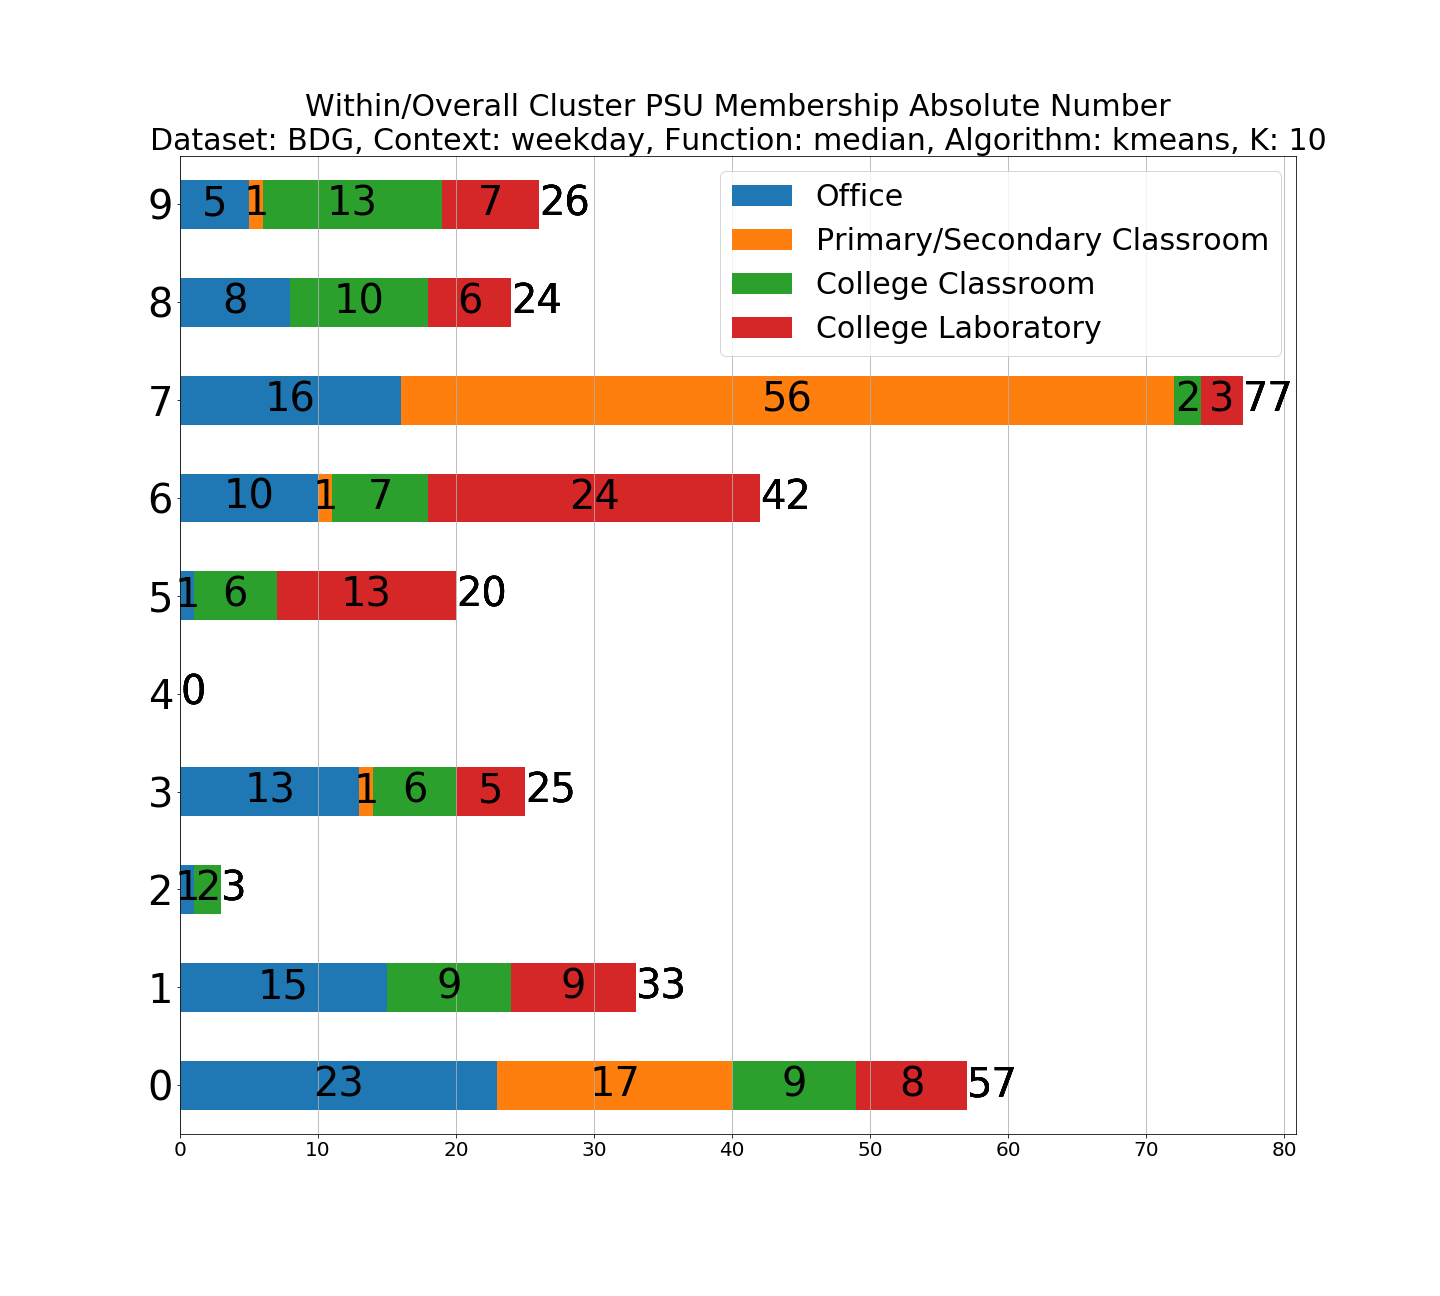 Within/Overall Cluster PSU Membership Absolute Number
Dataset: BDG, Context: weekday, Function: median, Algorithm: kmeans, K: 10
Office
Primary/Secondary Classroom
College Classroom
College Laboratory
9 5 1 13 7 26
8 8 10 6 24
7 16 56 2 3 77
6 10 1 7 24 42
5 1 6 13 20
4 0
3 13 1 6 5 25
2 1 2 3
1 15 9 9 33
0 23 17 9 8 57
0 10 20 30 40 50 60 70 80